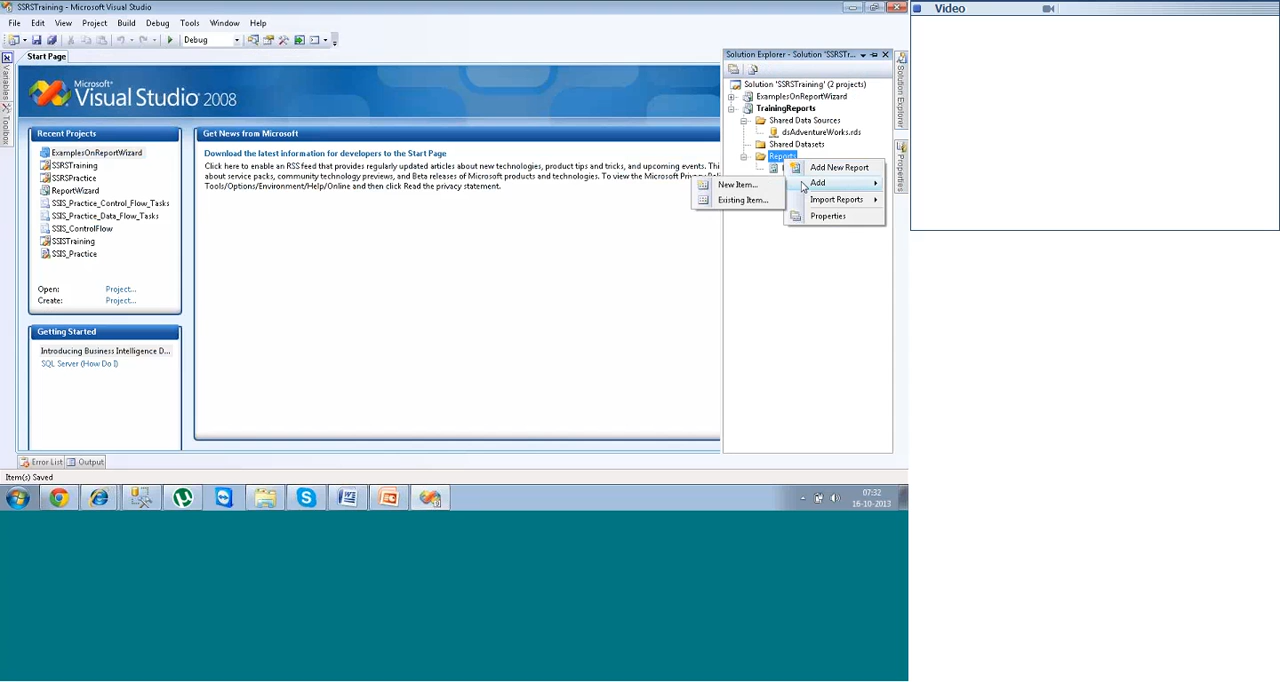 SSRSTraining - Microsoft Visual Studio
File Edit View Project Build Debug Tools Window Help
Debug
Start Page
Microsoft
Visual Studio 2008
Recent Projects
ExamplesOnReportWizard
SSRSTraining
SSRSPractice
ReportWizard
SSIS_Practice_Control_Flow_Tasks
SSIS_Practice_Data_Flow_Tasks
SSIS_ControlFlow
SSISTraining
SSIS_Practice
Open: Project...
Create: Project...
Getting Started
Introducing Business Intelligence D...
SQL Server (How Do I)
Get News from Microsoft
Download the latest information for developers to the Start Page
Click here to enable an RSS feed that provides regularly updated articles about new technologies, product tips and tricks, and upcoming events. Th
about service packs, community technology previews, and Beta releases of Microsoft products and technologies. To view the Microsoft
Tools/Options/Environment/Help/Online and then click Read the privacy statement.
Solution Explorer - Solution 'SSRSTr...
Solution 'SSRSTraining' (2 projects)
ExamplesOnReportWizard
TrainingReports
Shared Data Sources
dsAdventureWorks.rds
Shared Datasets
Reports
Add New Report
Add
Import Reports
Properties
New Item...
Existing Item...
Variables
Toolbox
Solution Explorer
Properties
Error List Output
Item(s) Saved
07:32
16-10-2013
Video